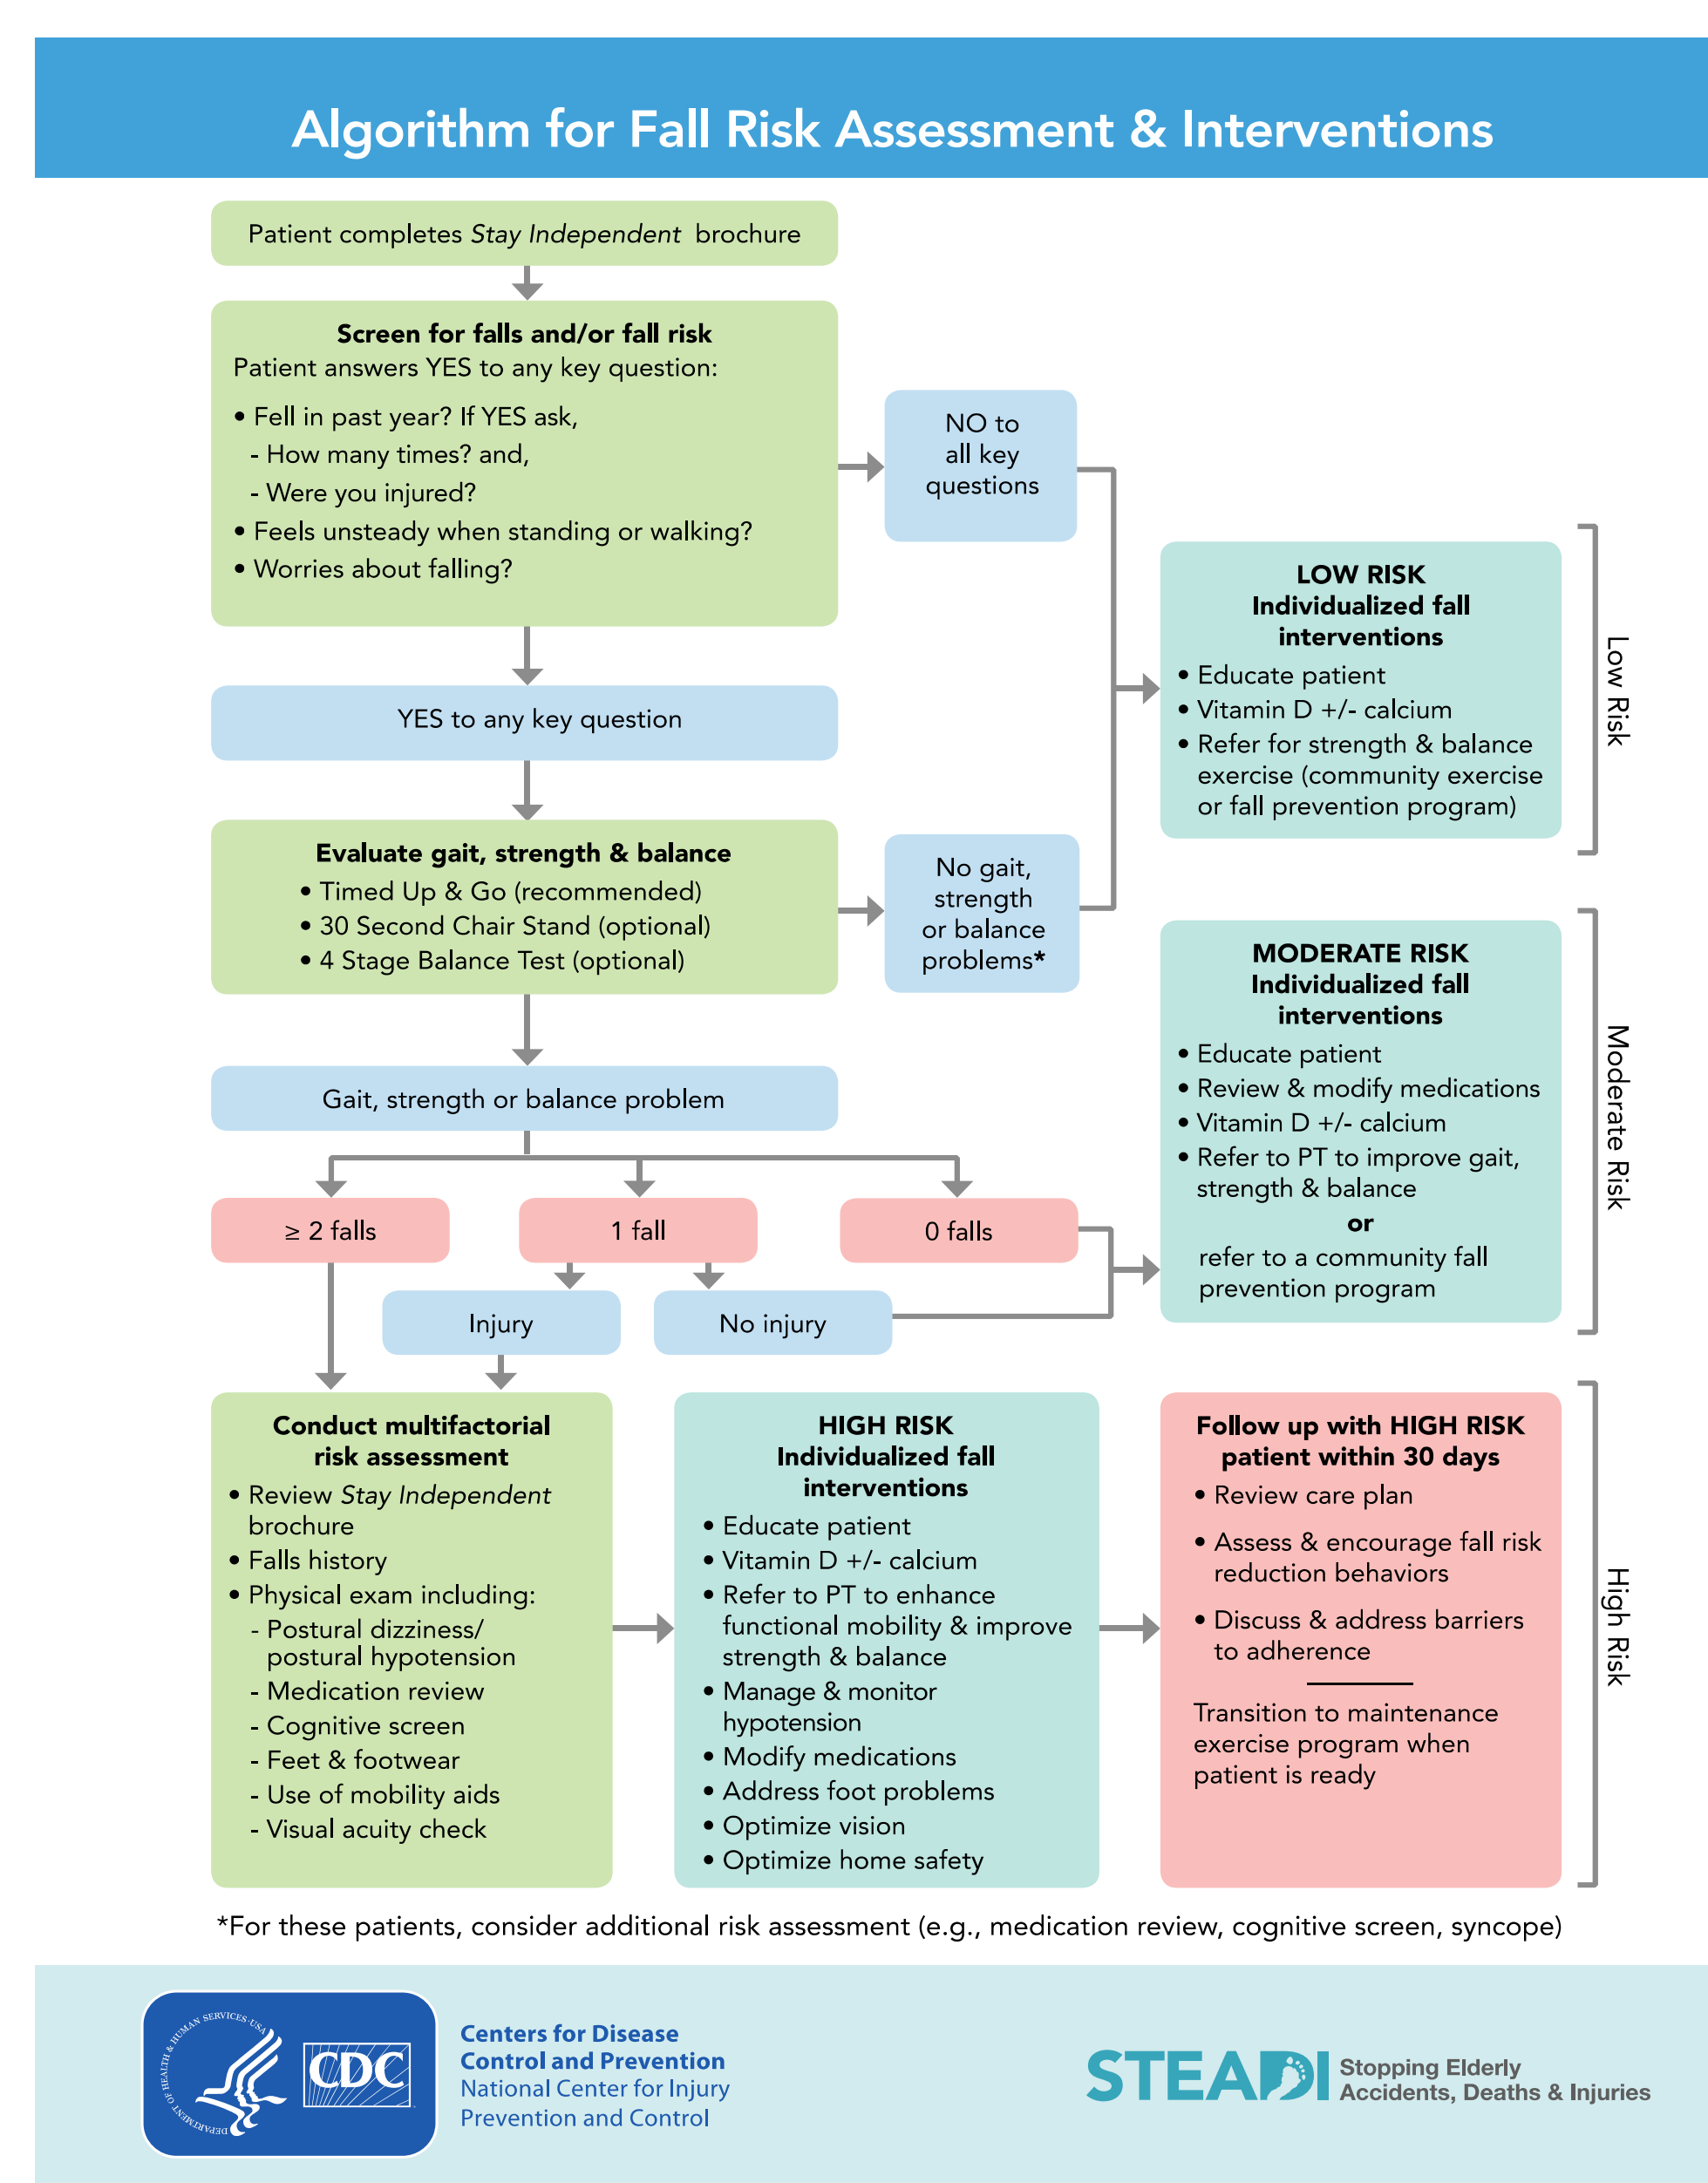 Algorithm for Fall Risk Assessment & Interventions
Patient completes Stay Independent brochure
Screen for falls and/or fall risk
Patient answers YES to any key question:
• Fell in past year? If YES ask,
- How many times? and,
- Were you injured?
• Feels unsteady when standing or walking?
• Worries about falling?
NO to
all key
questions
YES to any key question
Evaluate gait, strength & balance
• Timed Up & Go (recommended)
• 30 Second Chair Stand (optional)
• 4 Stage Balance Test (optional)
No gait,
strength
or balance
problems*
LOW RISK
Individualized fall
interventions
• Educate patient
• Vitamin D +/- calcium
• Refer for strength & balance
exercise (community exercise
or fall prevention program)
Low Risk
Gait, strength or balance problem
≥ 2 falls
1 fall
0 falls
Injury
No injury
MODERATE RISK
Individualized fall
interventions
• Educate patient
• Review & modify medications
• Vitamin D +/- calcium
• Refer to PT to improve gait,
strength & balance
or
refer to a community fall
prevention program
Moderate Risk
Conduct multifactorial
risk assessment
• Review Stay Independent
brochure
• Falls history
• Physical exam including:
- Postural dizziness/
postural hypotension
- Medication review
- Cognitive screen
- Feet & footwear
- Use of mobility aids
- Visual acuity check
HIGH RISK
Individualized fall
interventions
• Educate patient
• Vitamin D +/- calcium
• Refer to PT to enhance
functional mobility & improve
strength & balance
• Manage & monitor
hypotension
• Modify medications
• Address foot problems
• Optimize vision
• Optimize home safety
Follow up with HIGH RISK
patient within 30 days
• Review care plan
• Assess & encourage fall risk
reduction behaviors
• Discuss & address barriers
to adherence
Transition to maintenance
exercise program when
patient is ready
High Risk
*For these patients, consider additional risk assessment (e.g., medication review, cognitive screen, syncope)
DEPARTMENT OF HEALTH & HUMAN SERVICES·USA
CDC
Centers for Disease
Control and Prevention
National Center for Injury
Prevention and Control
STEADI
Stopping Elderly
Accidents, Deaths & Injuries